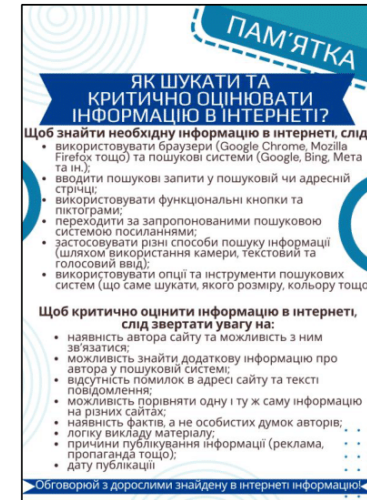 ПАМ'ЯТКА
ЯК ШУКАТИ ТА
КРИТИЧНО ОЦІНЮВАТИ
ІНФОРМАЦІЮ В ІНТЕРНЕТІ?
Щоб знайти необхідну інформацію в інтернеті, слід
• використовувати браузери (Google Chrome, Mozilla
Firefox тощо) та пошукові системи (Google, Bing, Мета
та ін.);
• вводити пошукові запити у пошуковій чи адресній
стрічці;
• використовувати функціональні кнопки та
піктограми;
• переходити за запропонованими пошуковою
системою посиланнями;
• застосовувати різні способи пошуку інформації
(шляхом використання камери, текстовий та
голосовий ввід);
• використовувати опції та інструменти пошукових
систем (що саме шукати, якого розміру, кольору тощо
Щоб критично оцінити інформацію в інтернеті,
слід звертати увагу на:
• наявність автора сайту та можливість з ним
зв'язатися;
• можливість знайти додаткову інформацію про
автора у пошуковій системі;
• відсутність помилок в адресі сайту та тексті
повідомлення;
• можливість порівняти одну і ту ж саму інформацію
на різних сайтах;
• наявність фактів, а не особистих думок авторів;
• логіку викладу матеріалу;
• причини публікування інформації (реклама,
пропаганда тощо);
• дату публікації
Обговорюй з дорослими знайдену в інтернеті інформацію!